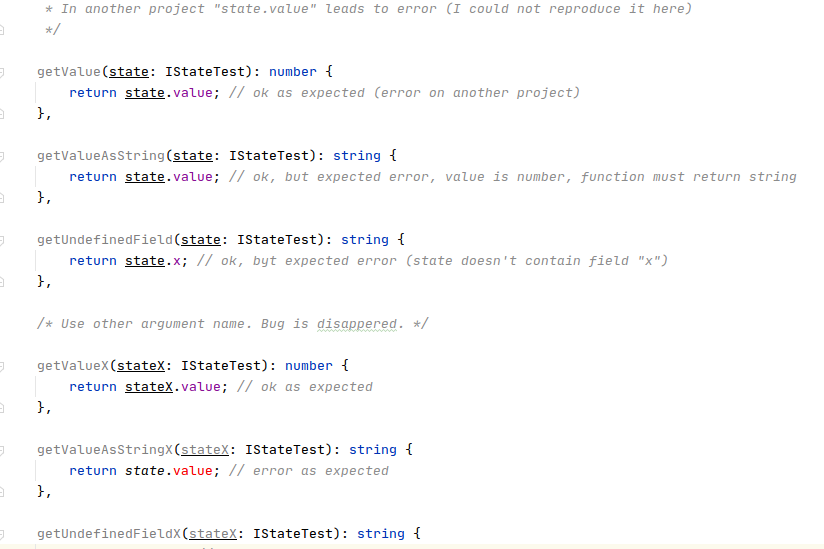 * In another project "state.value" leads to error (I could not reproduce it here)
*/
getValue(state: IStateTest): number {
return state.value; // ok as expected (error on another project)
},
getValueAsString(state: IStateTest): string {
return state.value; // ok, but expected error, value is number, function must return string
},
getUndefinedField(state: IStateTest): string {
return state.x; // ok, byt expected error (state doesn't contain field "x")
},
/* Use other argument name. Bug is disappered. */
getValueX(stateX: IStateTest): number {
return stateX.value; // ok as expected
},
getValueAsStringX(stateX: IStateTest): string {
return state.value; // error as expected
},
getUndefinedFieldX(stateX: IStateTest): string {